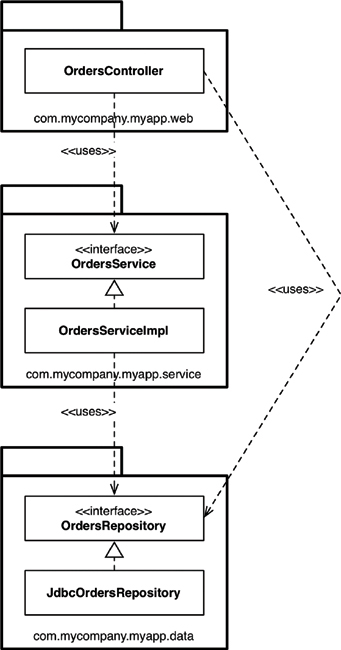 OrdersController
com.mycompany.myapp.web
<<uses>>
<<interface>>
OrdersService
OrdersServiceImpl
<<uses>>
com.mycompany.myapp.service
<<uses>>
<<interface>>
OrdersRepository
JdbcOrdersRepository
com.mycompany.myapp.data